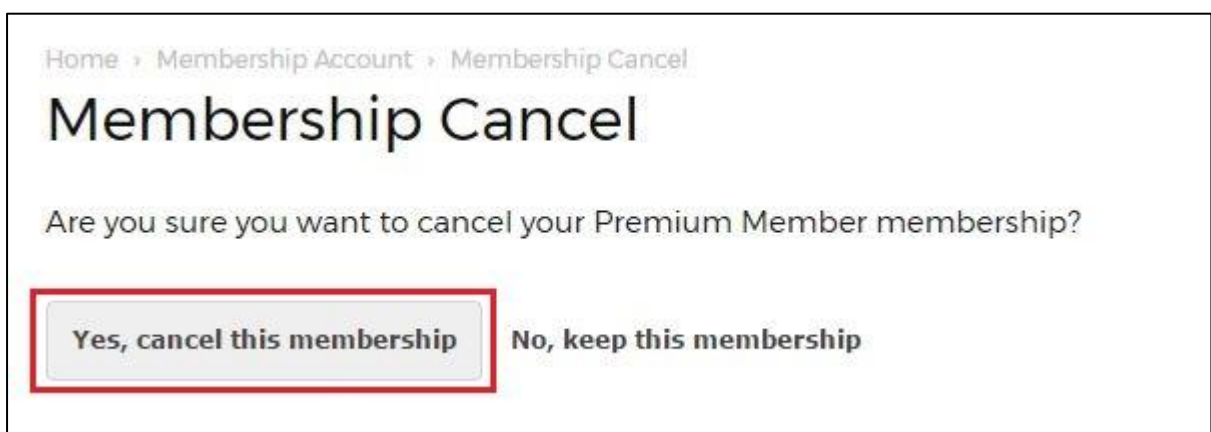 Home › Membership Account › Membership Cancel
Membership Cancel
Are you sure you want to cancel your Premium Member membership?
Yes, cancel this membership No, keep this membership